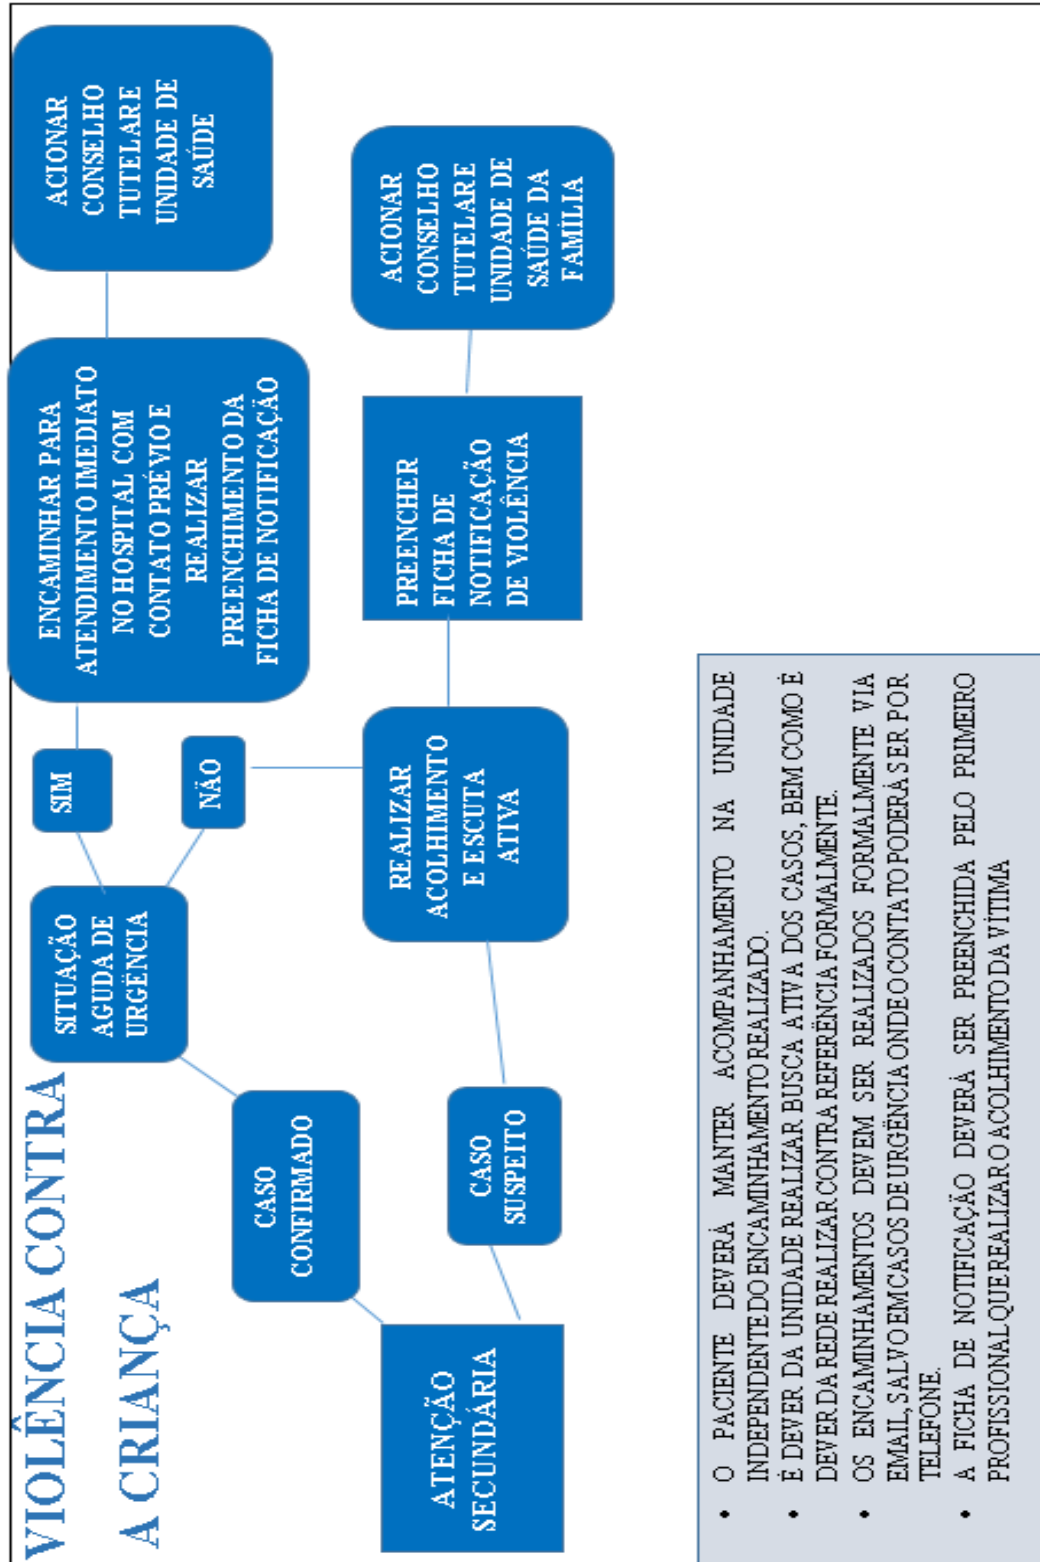 VIOLÊNCIA CONTRA
A CRIANÇA
ATENÇÃO
SECUNDÁRIA
CASO
CONFIRMADO
SITUAÇÃO
AGUDA DE
URGÊNCIA
SIM
ENCAMINHAR PARA
ATENDIMENTO IMEDIATO
NO HOSPITAL COM
CONTATO PRÉVIO E
REALIZAR
PREENCHIMENTO DA
FICHA DE NOTIFICAÇÃO
ACIONAR
CONSELHO
TUTELAR E
UNIDADE DE
SAÚDE
NÃO
CASO
SUSPEITO
REALIZAR
ACOLHIMENTO
E ESCUTA
ATIVA
PREENCHER
FICHA DE
NOTIFICAÇÃO
DE VIOLÊNCIA
ACIONAR
CONSELHO
TUTELAR E
UNIDADE DE
SAÚDE DA
FAMÍLIA
• O PACIENTE DEVERÁ MANTER ACOMPANHAMENTO NA UNIDADE
INDEPENDENTE DO ENCAMINHAMENTO REALIZADO.
• É DEVER DA UNIDADE REALIZAR BUSCA ATIVA DOS CASOS, BEM COMO É
DEVER DA REDE REALIZAR CONTRA REFERÊNCIA FORMALMENTE.
• OS ENCAMINHAMENTOS DEVEM SER REALIZADOS FORMALMENTE VIA
EMAIL, SALVO EM CASOS DE URGÊNCIA ONDE O CONTATO PODERÁ SER POR
TELEFONE.
• A FICHA DE NOTIFICAÇÃO DEVERÁ SER PREENCHIDA PELO PRIMEIRO
PROFISSIONAL QUE REALIZAR O ACOLHIMENTO DA VÍTIMA